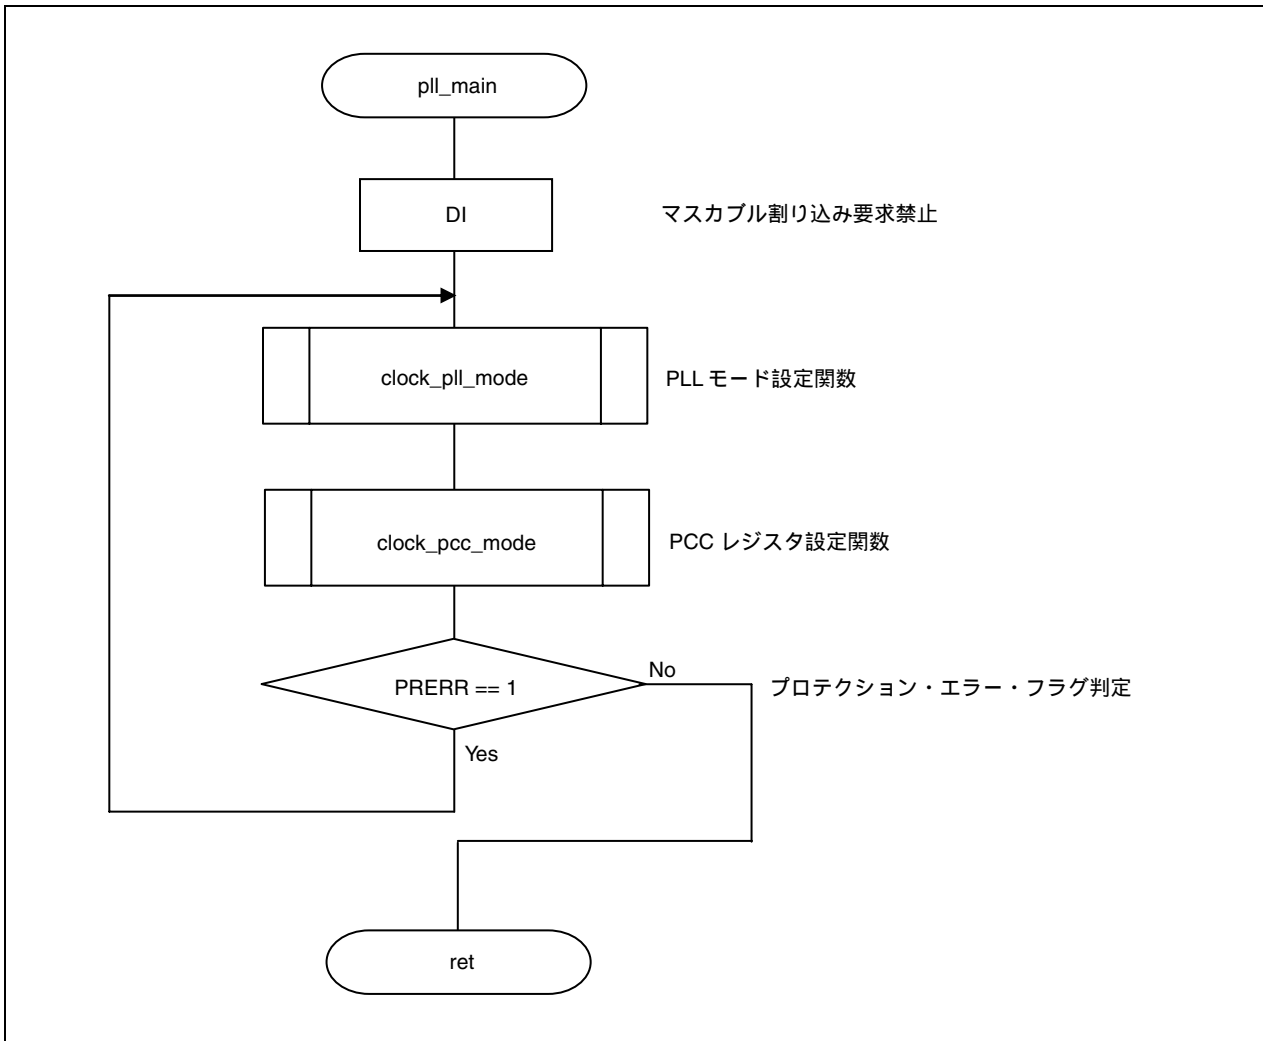 pll_main
DI
マスカブル割り込み要求禁止
clock_pll_mode
PLL モード設定関数
clock_pcc_mode
PCC レジスタ設定関数
PRERR == 1
No
プロテクション・エラー・フラグ判定
Yes
ret